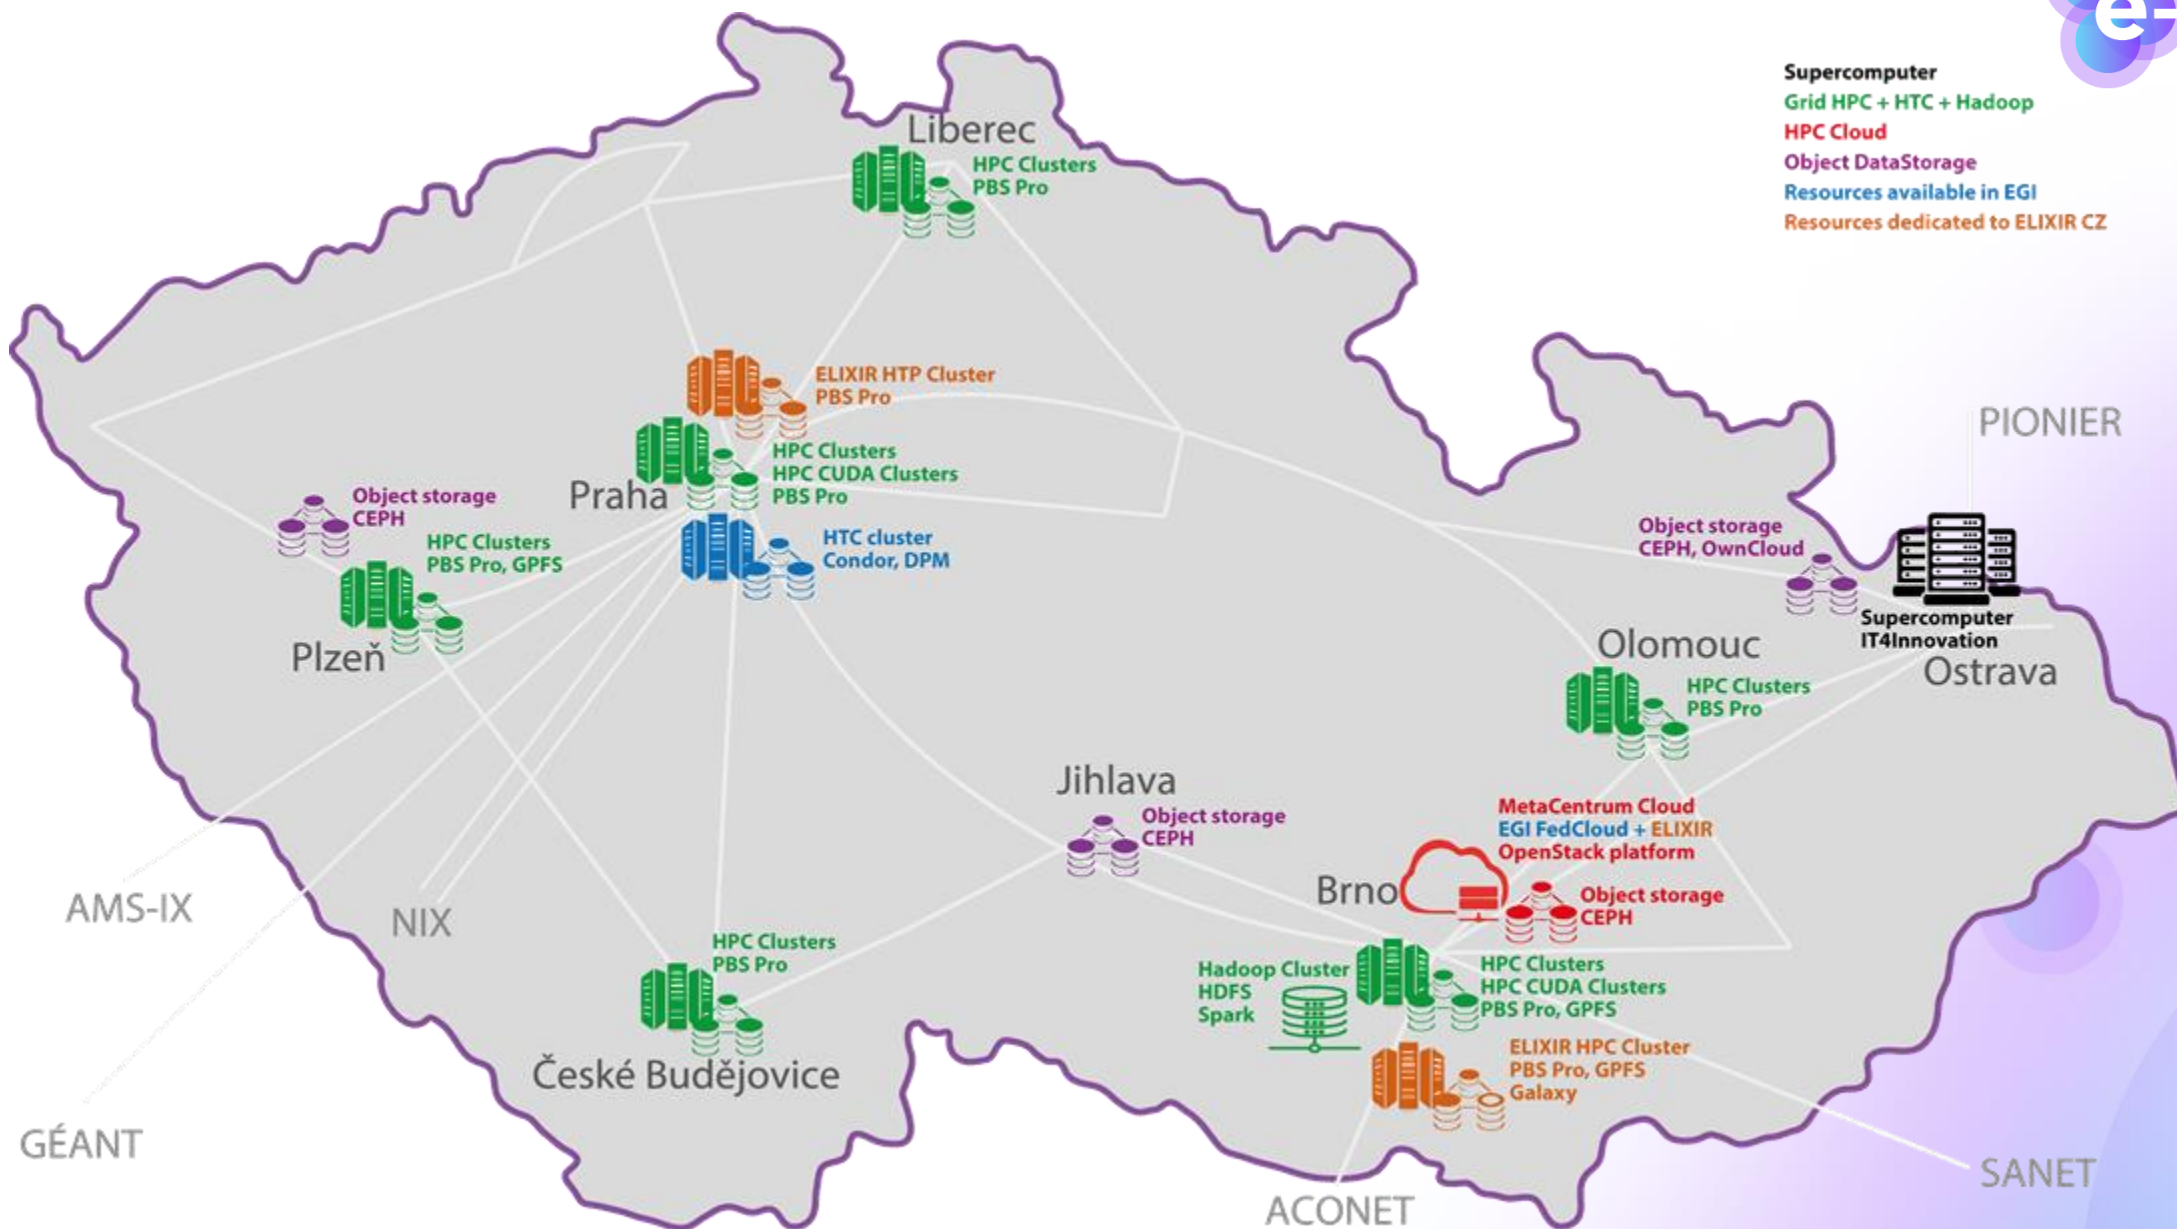 e-
Supercomputer
Grid HPC + HTC + Hadoop
HPC Cloud
Object DataStorage
Resources available in EGI
Resources dedicated to ELIXIR CZ
Liberec
HPC Clusters
PBS Pro
ELIXIR HTP Cluster
PBS Pro
HPC Clusters
HPC CUDA Clusters
PBS Pro
Praha
HTC cluster
Condor, DPM
Object storage
CEPH
HPC Clusters
PBS Pro, GPFS
Plzeň
PIONIER
Object storage
CEPH, OwnCloud
Supercomputer
IT4Innovation
Ostrava
Olomouc
HPC Clusters
PBS Pro
Jihlava
Object storage
CEPH
MetaCentrum Cloud
EGI FedCloud + ELIXIR
OpenStack platform
Brno
Object storage
CEPH
AMS-IX
NIX
HPC Clusters
PBS Pro
České Budějovice
Hadoop Cluster
HDFS
Spark
HPC Clusters
HPC CUDA Clusters
PBS Pro, GPFS
ELIXIR HPC Cluster
PBS Pro, GPFS
Galaxy
GÉANT
SANET
ACONET